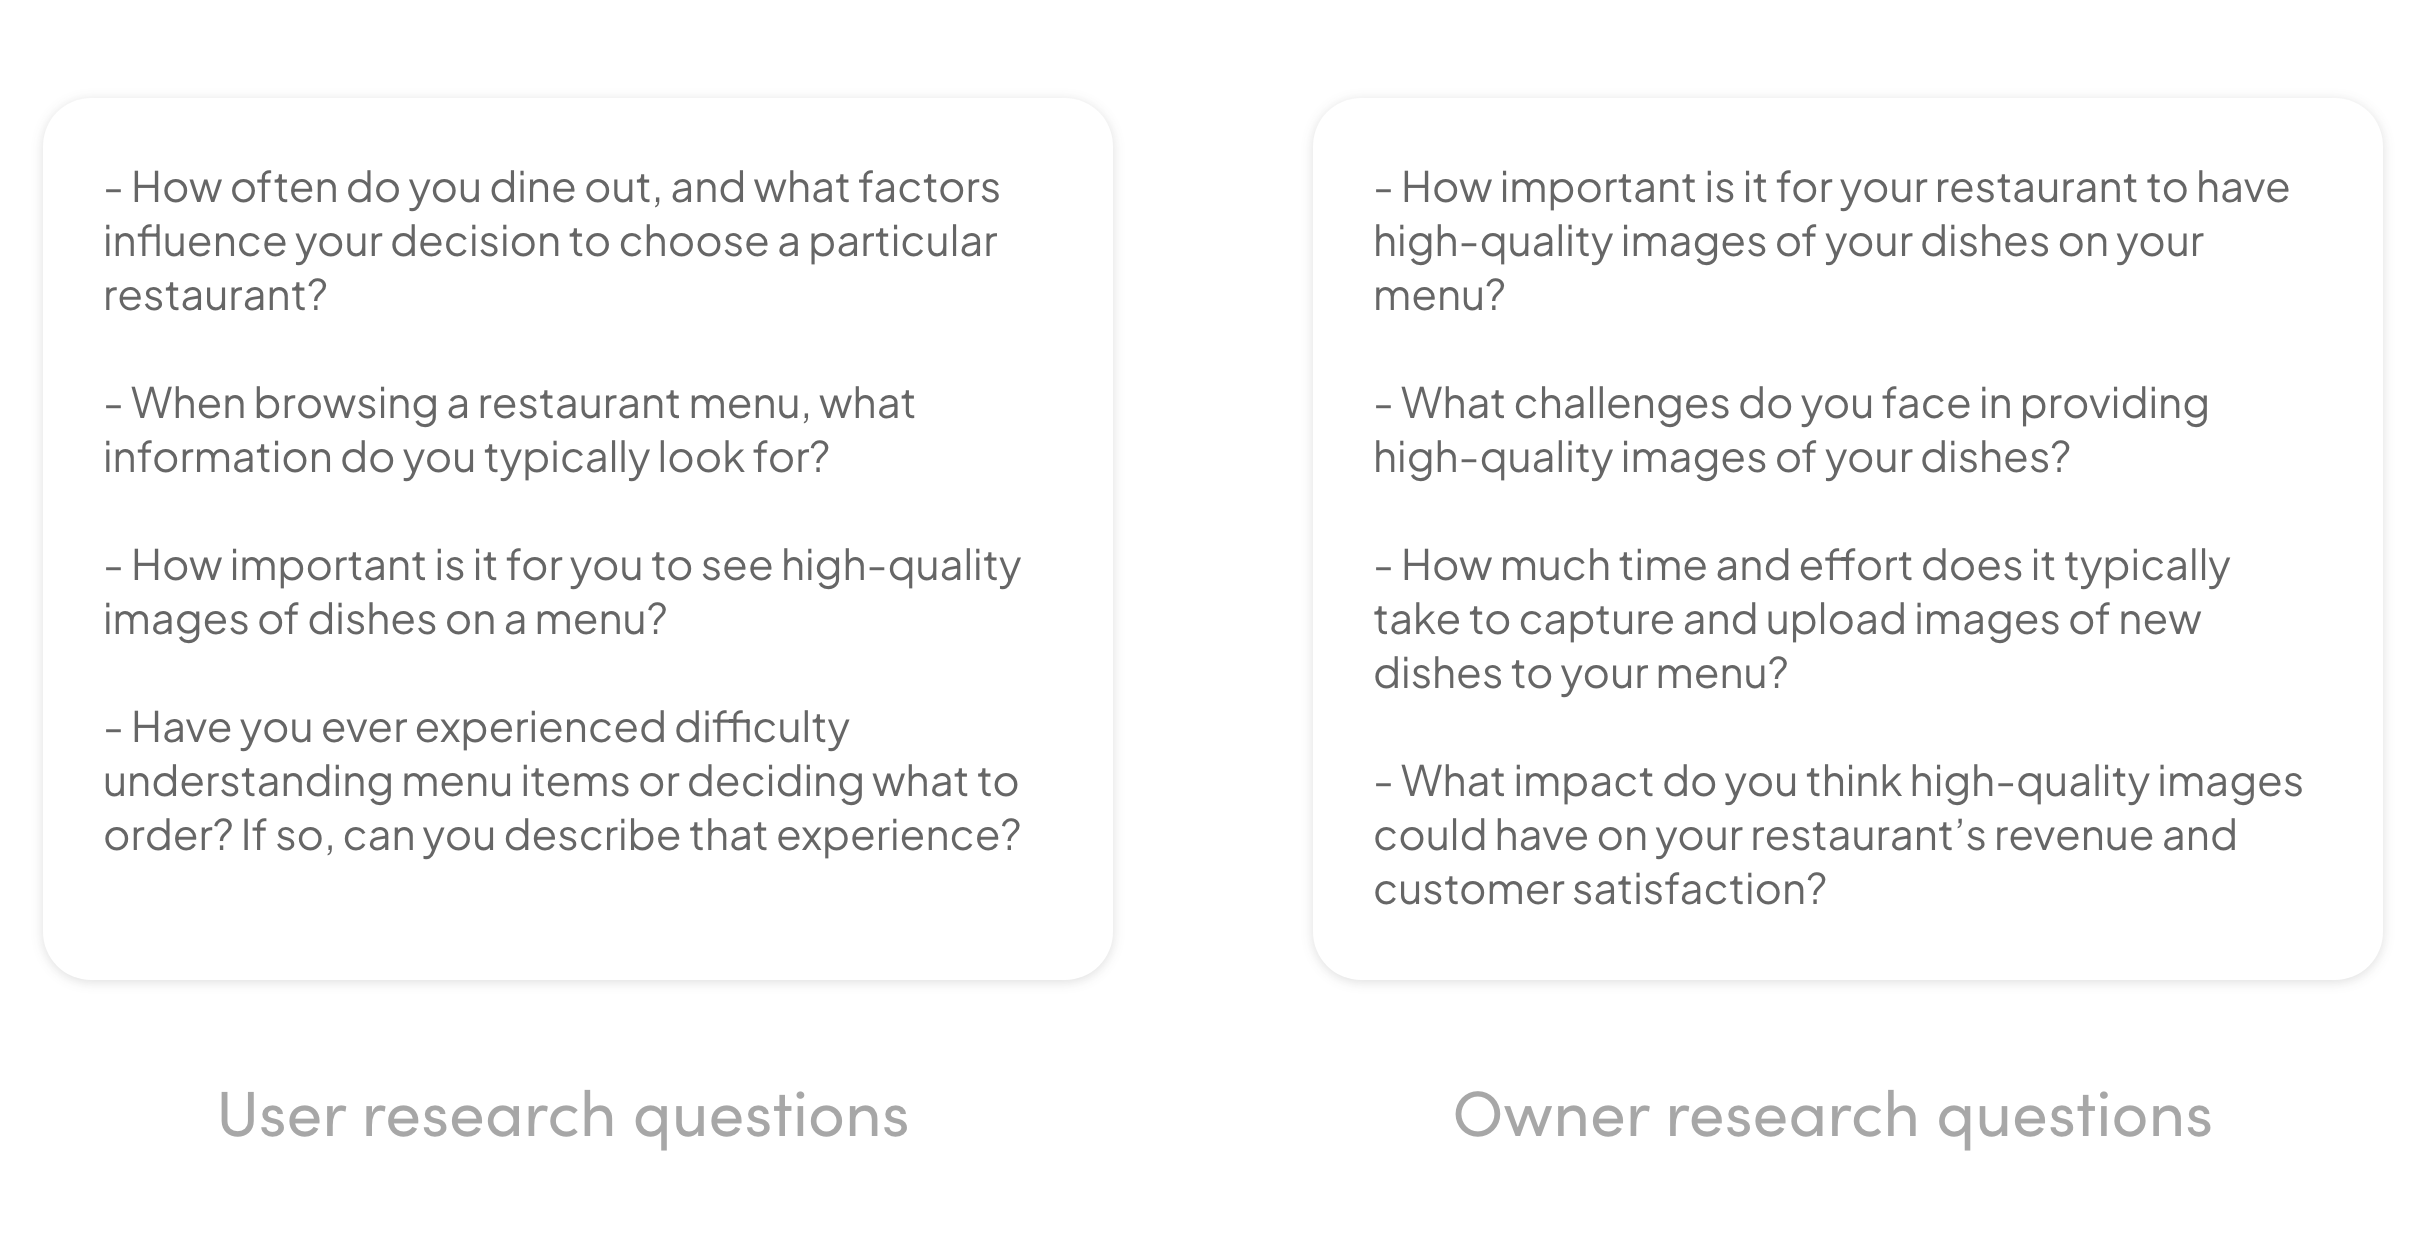 - How often do you dine out, and what factors
influence your decision to choose a particular
restaurant?
- When browsing a restaurant menu, what
information do you typically look for?
- How important is it for you to see high-quality
images of dishes on a menu?
- Have you ever experienced difficulty
understanding menu items or deciding what to
order? If so, can you describe that experience?
User research questions
- How important is it for your restaurant to have
high-quality images of your dishes on your
menu?
- What challenges do you face in providing
high-quality images of your dishes?
- How much time and effort does it typically
take to capture and upload images of new
dishes to your menu?
- What impact do you think high-quality images
could have on your restaurant’s revenue and
customer satisfaction?
Owner research questions